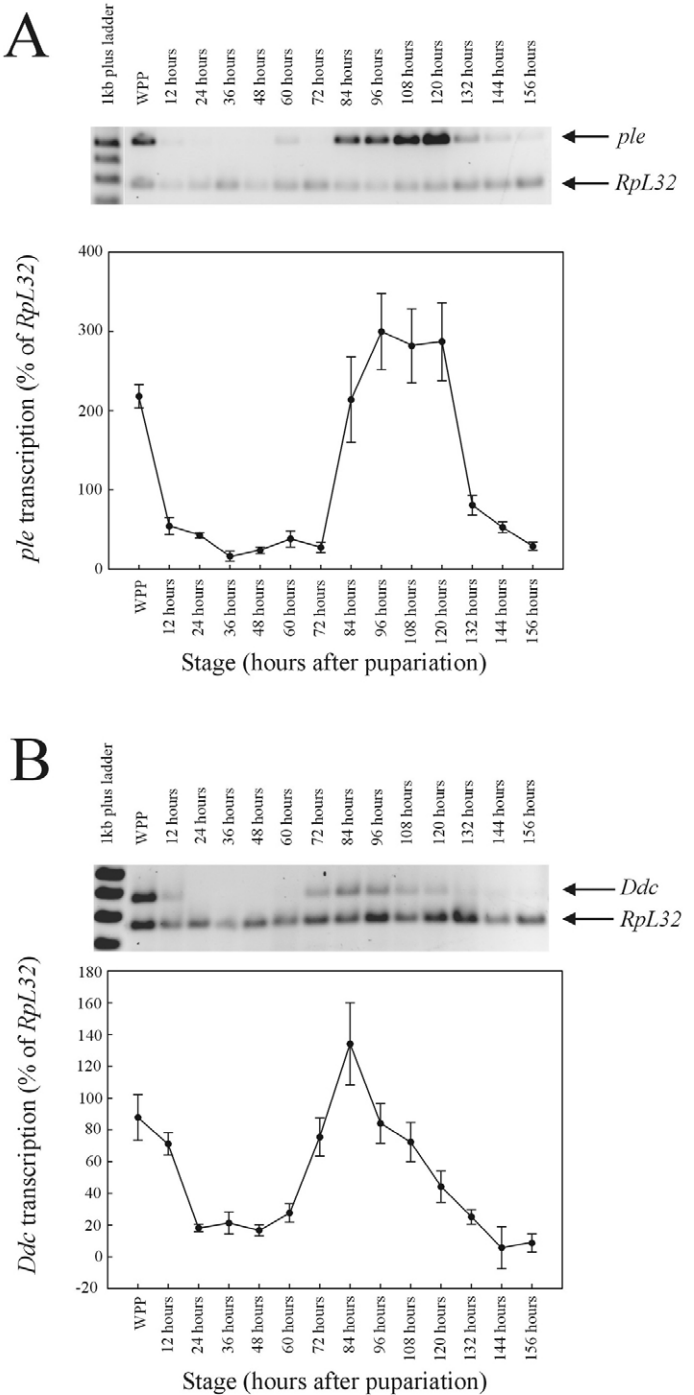 A
1kb plus ladder
WPP
12 hours
24 hours
36 hours
48 hours
60 hours
72 hours
84 hours
96 hours
108 hours
120 hours
132 hours
144 hours
156 hours
ple
RpL32
ple transcription (% of RpL32)
400
300
200
100
0
WPP
12 hours
24 hours
36 hours
48 hours
60 hours
72 hours
84 hours
96 hours
108 hours
120 hours
132 hours
144 hours
156 hours
Stage (hours after pupariation)
B
1kb plus ladder
WPP
12 hours
24 hours
36 hours
48 hours
60 hours
72 hours
84 hours
96 hours
108 hours
120 hours
132 hours
144 hours
156 hours
Ddc
RpL32
Ddc transcription (% of RpL32)
180
160
140
120
100
80
60
40
20
0
-20
WPP
12 hours
24 hours
36 hours
48 hours
60 hours
72 hours
84 hours
96 hours
108 hours
120 hours
132 hours
144 hours
156 hours
Stage (hours after pupariation)